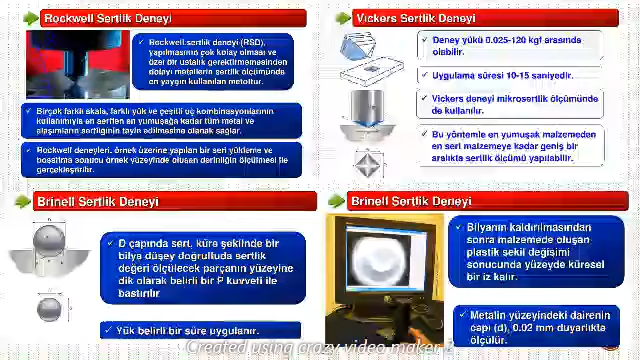 Rockwell Sertlik Deneyi
✓ Rockwell sertlik deneyi (RSD),
yapılmasının çok kolay olması ve
özel bir ustalık gerektirmemesinden
dolayı metallerin sertlik ölçümünde
en yaygın kullanılan metottur.
✓ Birçok farklı skala, farklı yük ve çeşitli uç kombinasyonlarının
kullanımıyla en sertten en yumuşağa kadar tüm metal ve
alaşımların sertliğinin tayin edilmesine olanak sağlar.
✓ Rockwell deneyleri, örnek üzerine yapılan bir seri yükleme ve
boşaltma sonucu örnek yüzeyinde oluşan derinliğin ölçülmesi ile
gerçekleştirilir.
Vickers Sertlik Deneyi
✓ Deney yükü 0.025-120 kgf arasında
olabilir.
✓ Uygulama süresi 10-15 saniyedir.
✓ Vickers deneyi mikrosertlik ölçümünde
de kullanılır.
✓ Bu yöntemle en yumuşak malzemeden
en seri malzemeye kadar geniş bir
aralıkta sertlik ölçümü yapılabilir.
Brinell Sertlik Deneyi
✓ D çapında sert, küre şeklinde bir
bilya düşey doğrultuda sertlik
değeri ölçülecek parçanın yüzeyine
dik olarak belirli bir P kuvveti ile
bastırılır
✓ Yük belirli bir süre uygulanır.
Brinell Sertlik Deneyi
✓ Bilyanın kaldırılmasından
sonra malzemede oluşan
plastik şekil değişimi
sonucunda yüzeyde küresel
bir iz kalır.
✓ Metalin yüzeyindeki dairenin
çapı (d), 0.02 mm duyarlıkta
ölçülür.
Created using crazy video maker 2